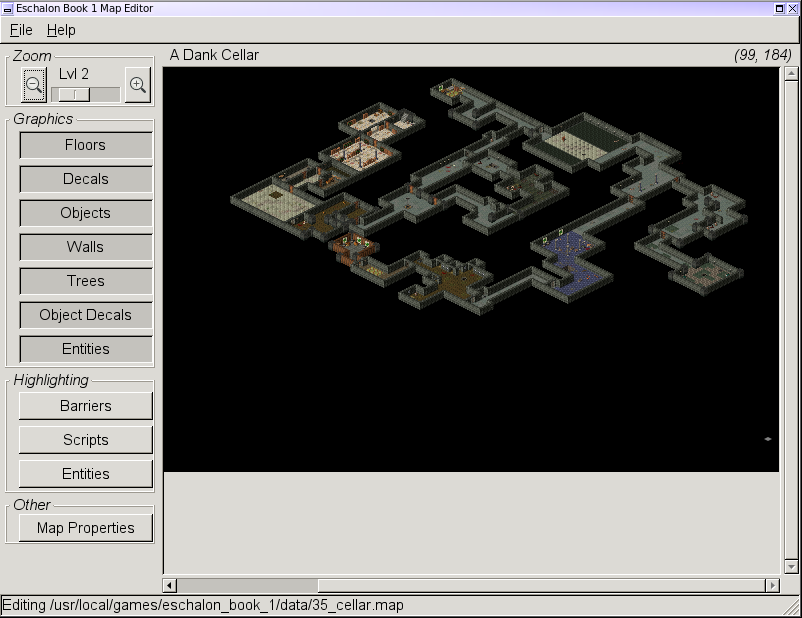 Eschalon Book 1 Map Editor
File Help
Zoom
Lvl 2
A Dank Cellar
(99, 184)
Graphics
Floors
Decals
Objects
Walls
Trees
Object Decals
Entities
Highlighting
Barriers
Scripts
Entities
Other
Map Properties
Editing /usr/local/games/eschalon_book_1/data/35_cellar.map